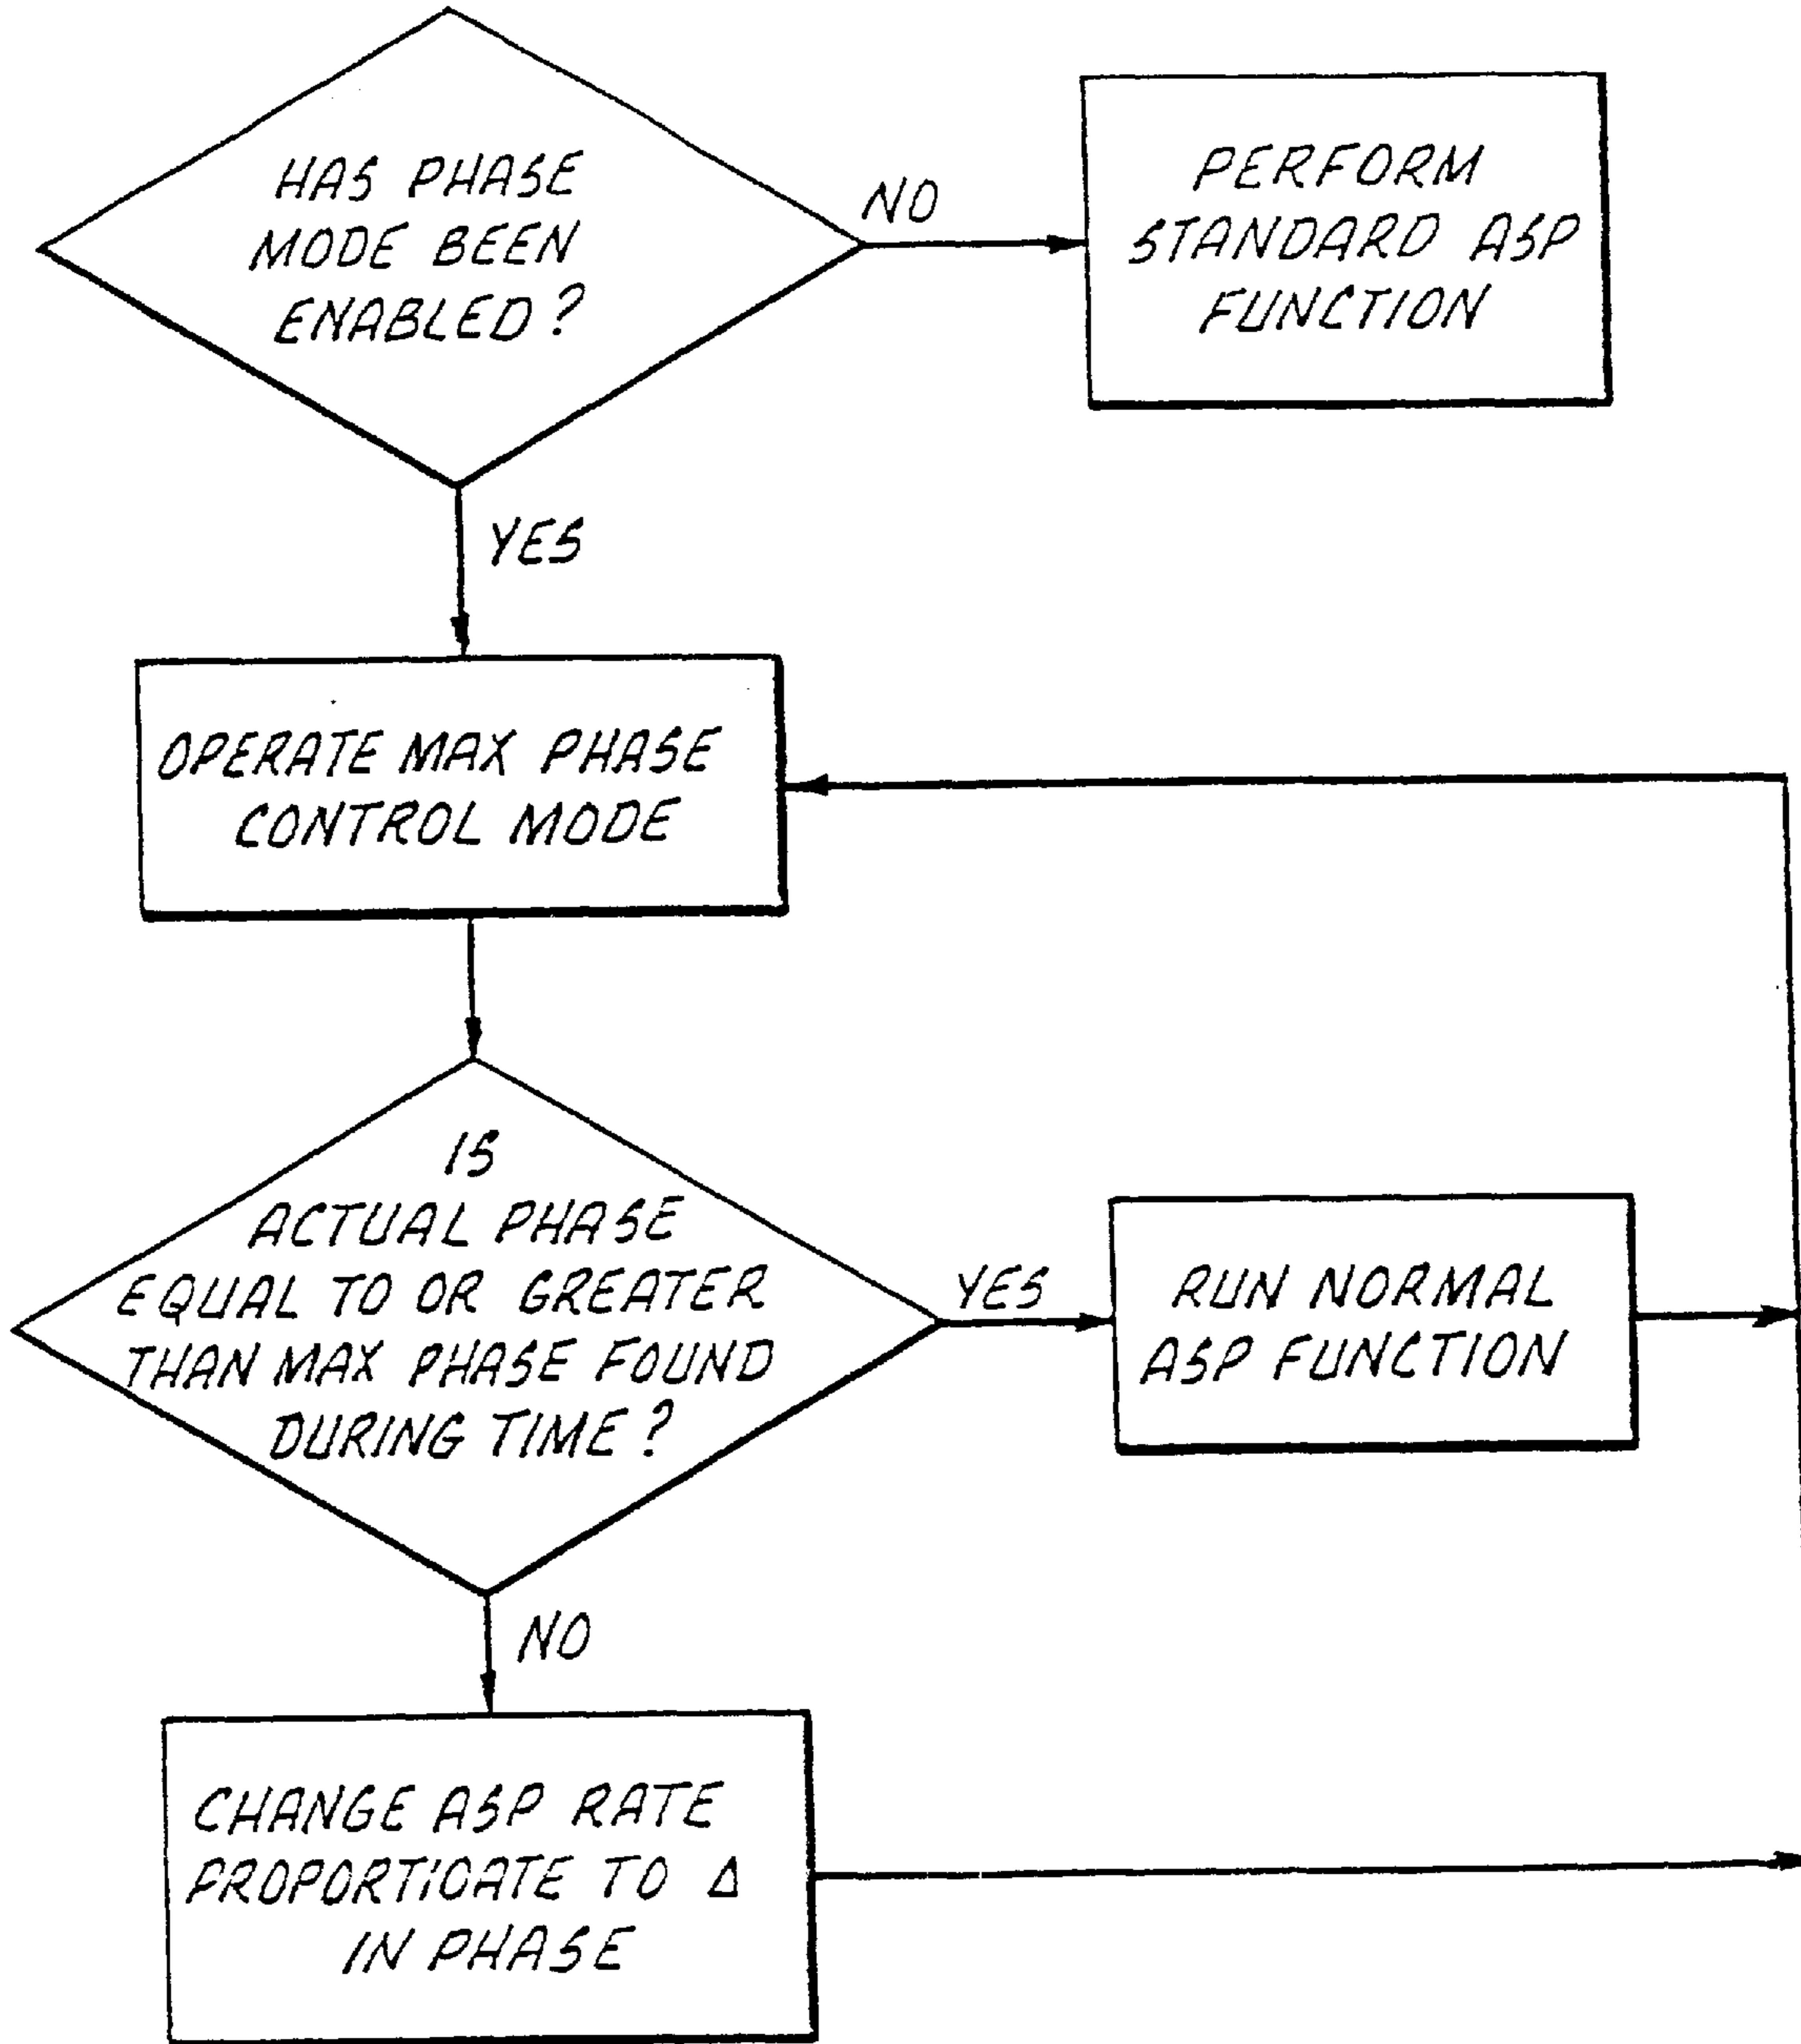 HAS PHASE
MODE BEEN
ENABLED?
NO
PERFORM
STANDARD ASP
FUNCTION
YES
OPERATE MAX PHASE
CONTROL MODE
IS
ACTUAL PHASE
EQUAL TO OR GREATER
THAN MAX PHASE FOUND
DURING TIME?
YES
RUN NORMAL
ASP FUNCTION
NO
CHANGE ASP RATE
PROPORTIOATE TO Δ
IN PHASE